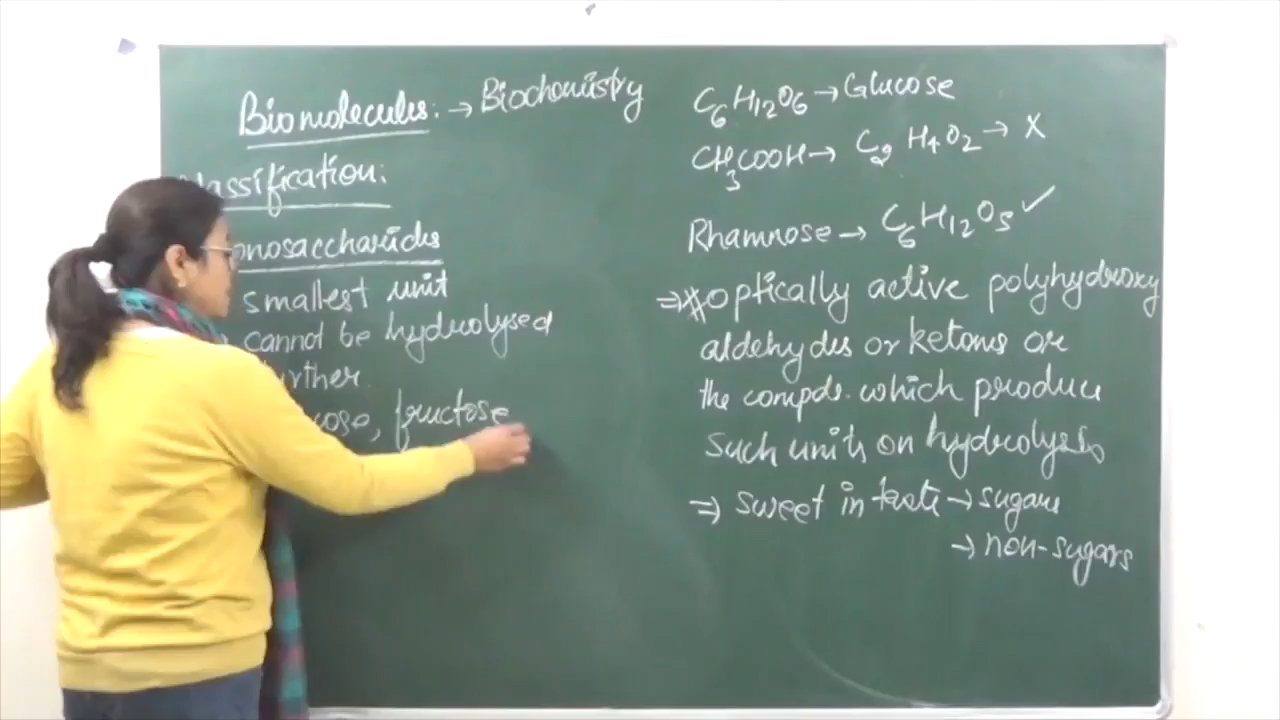 Biomolecules: → Biochemistry
lassification:
onosaccharides
smallest unit
cannot be hydrolysed
urther.
cose, fructose
C6H12O6 → Glucose
CH3COOH → C2H4O2 → X
Rhamnose → C6H12O5 ✓
⇒ optically active polyhydroxy
aldehydes or ketones or
the compds. which produce
such units on hydrolysis
⇒ sweet in taste → sugars
→ non-sugars